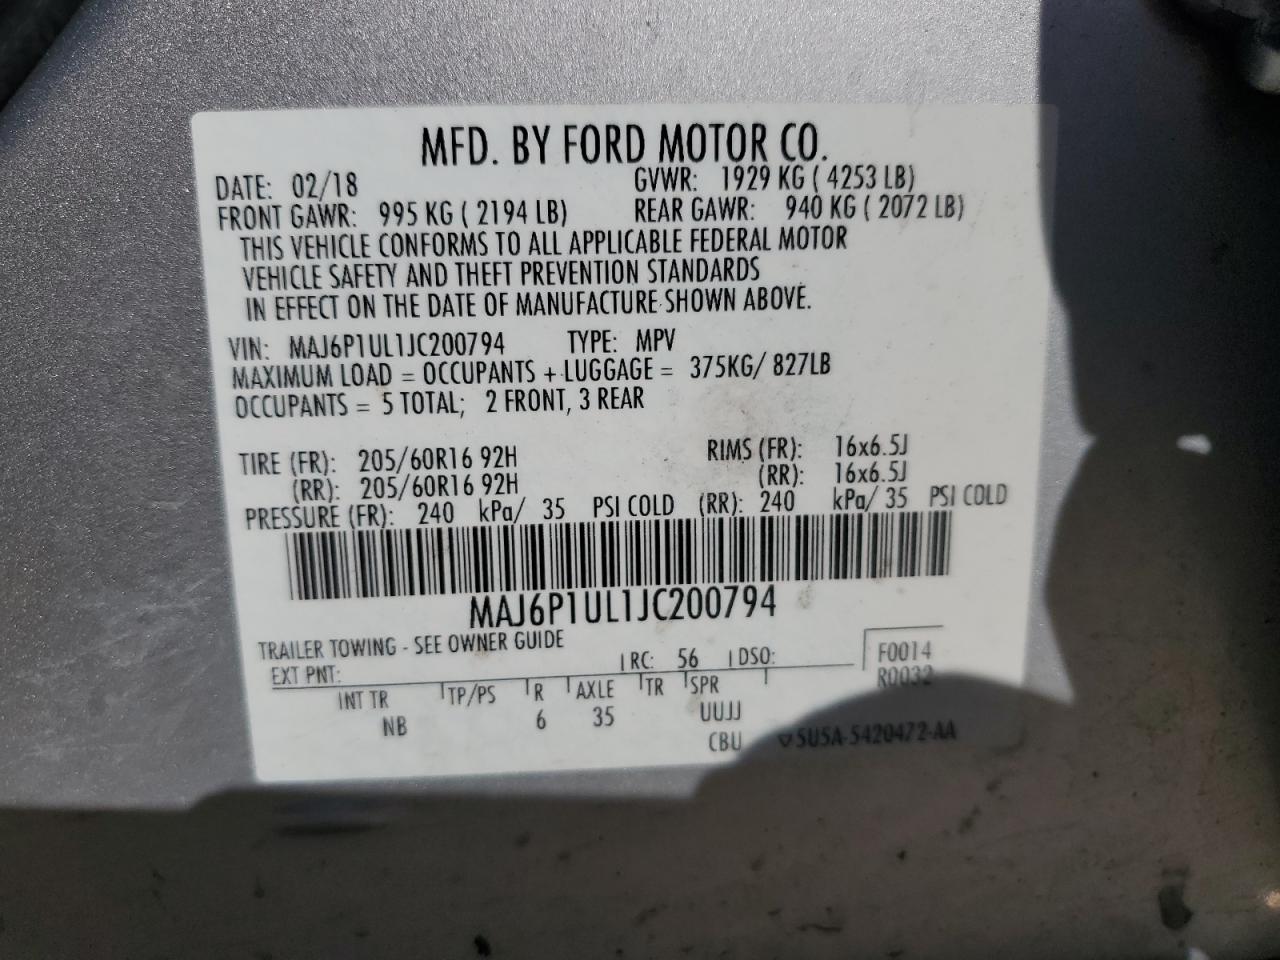 MFD. BY FORD MOTOR CO.
DATE: 02/18 GVWR: 1929 KG ( 4253 LB)
FRONT GAWR: 995 KG ( 2194 LB) REAR GAWR: 940 KG ( 2072 LB)
THIS VEHICLE CONFORMS TO ALL APPLICABLE FEDERAL MOTOR
VEHICLE SAFETY AND THEFT PREVENTION STANDARDS
IN EFFECT ON THE DATE OF MANUFACTURE SHOWN ABOVE.
VIN: MAJ6P1UL1JC200794 TYPE: MPV
MAXIMUM LOAD = OCCUPANTS + LUGGAGE = 375KG/ 827LB
OCCUPANTS = 5 TOTAL; 2 FRONT, 3 REAR
TIRE (FR): 205/60R16 92H RIMS (FR): 16x6.5J
(RR): 205/60R16 92H (RR): 16x6.5J
PRESSURE (FR): 240 kPa/ 35 PSI COLD (RR): 240 kPa/ 35 PSI COLD
MAJ6P1UL1JC200794
TRAILER TOWING - SEE OWNER GUIDE
EXT PNT: RC: 56 DSO: F0014
R0032
INT TR TP/PS R AXLE TR SPR
NB 6 35 UUJJ
CBU 5U5A-5420472-AA